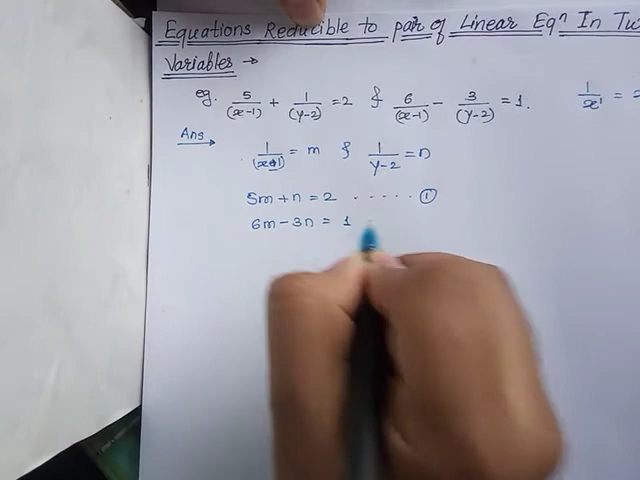 Equations Reducible to pair of Linear Eqn In
Variables →
eg. 5/(x-1) + 1/(y-2) = 2 & 6/(x-1) - 3/(y-2) = 1.
Ans → 1/(x-1) = m & 1/y-2 = n
5m + n = 2 ...... ①
6m - 3n = 1